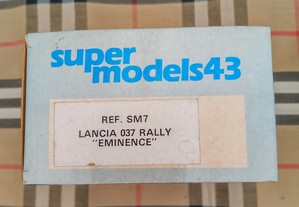 super
models43
REF. SM7
LANCIA 037 RALLY
"EMINENCE"